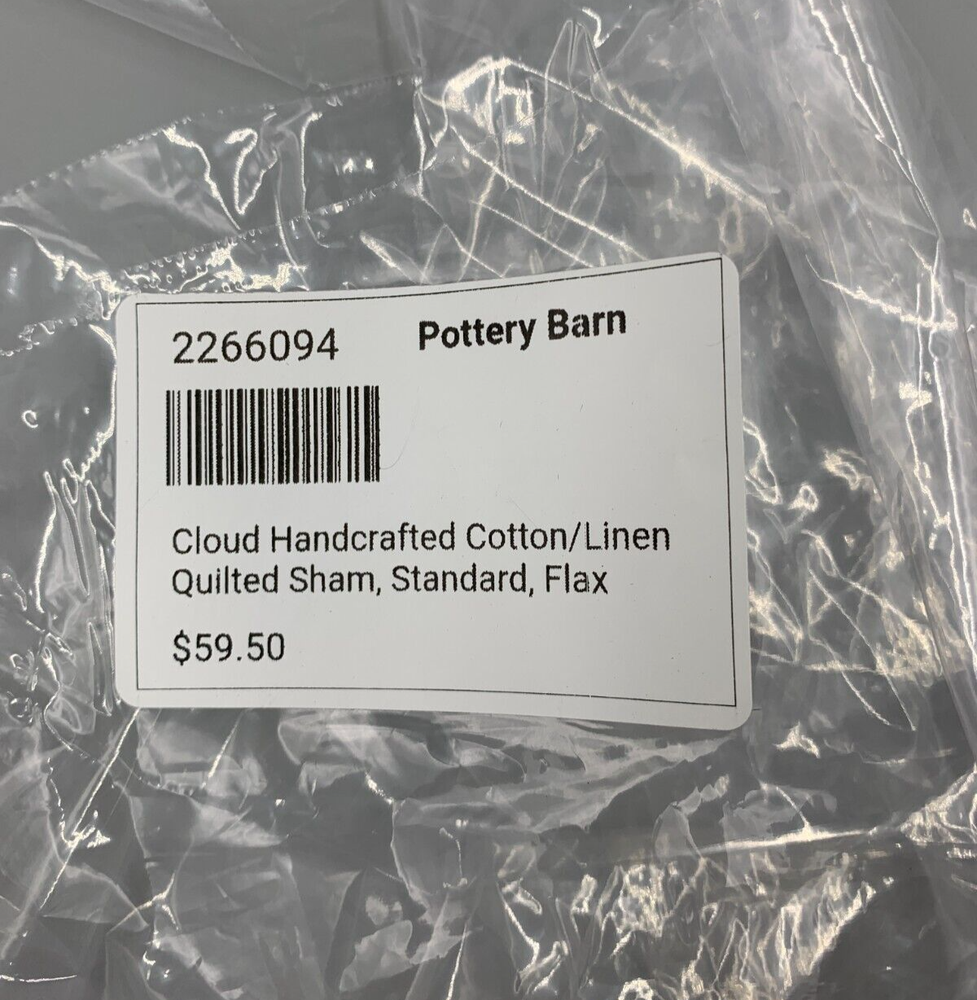 2266094 Pottery Barn
Cloud Handcrafted Cotton/Linen
Quilted Sham, Standard, Flax
$59.50